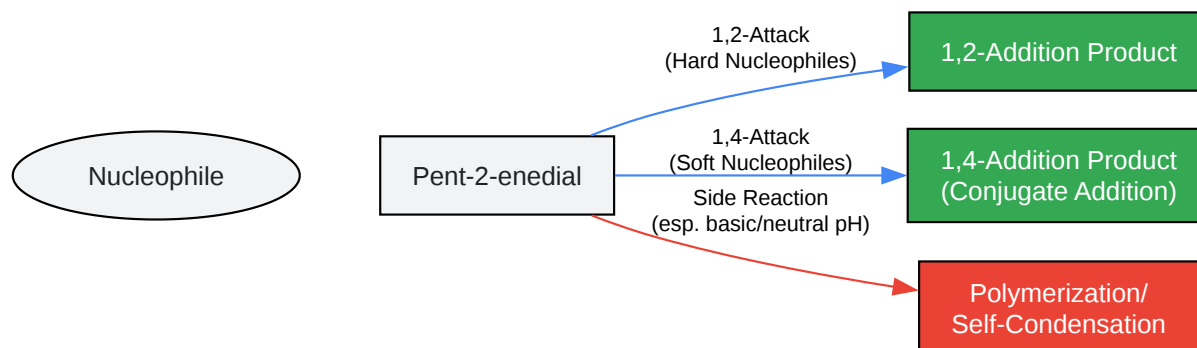 Nucleophile
Pent-2-enedial
1,2-Attack
(Hard Nucleophiles)
1,4-Attack
(Soft Nucleophiles)
Side Reaction
(esp. basic/neutral pH)
1,2-Addition Product
1,4-Addition Product
(Conjugate Addition)
Polymerization/
Self-Condensation